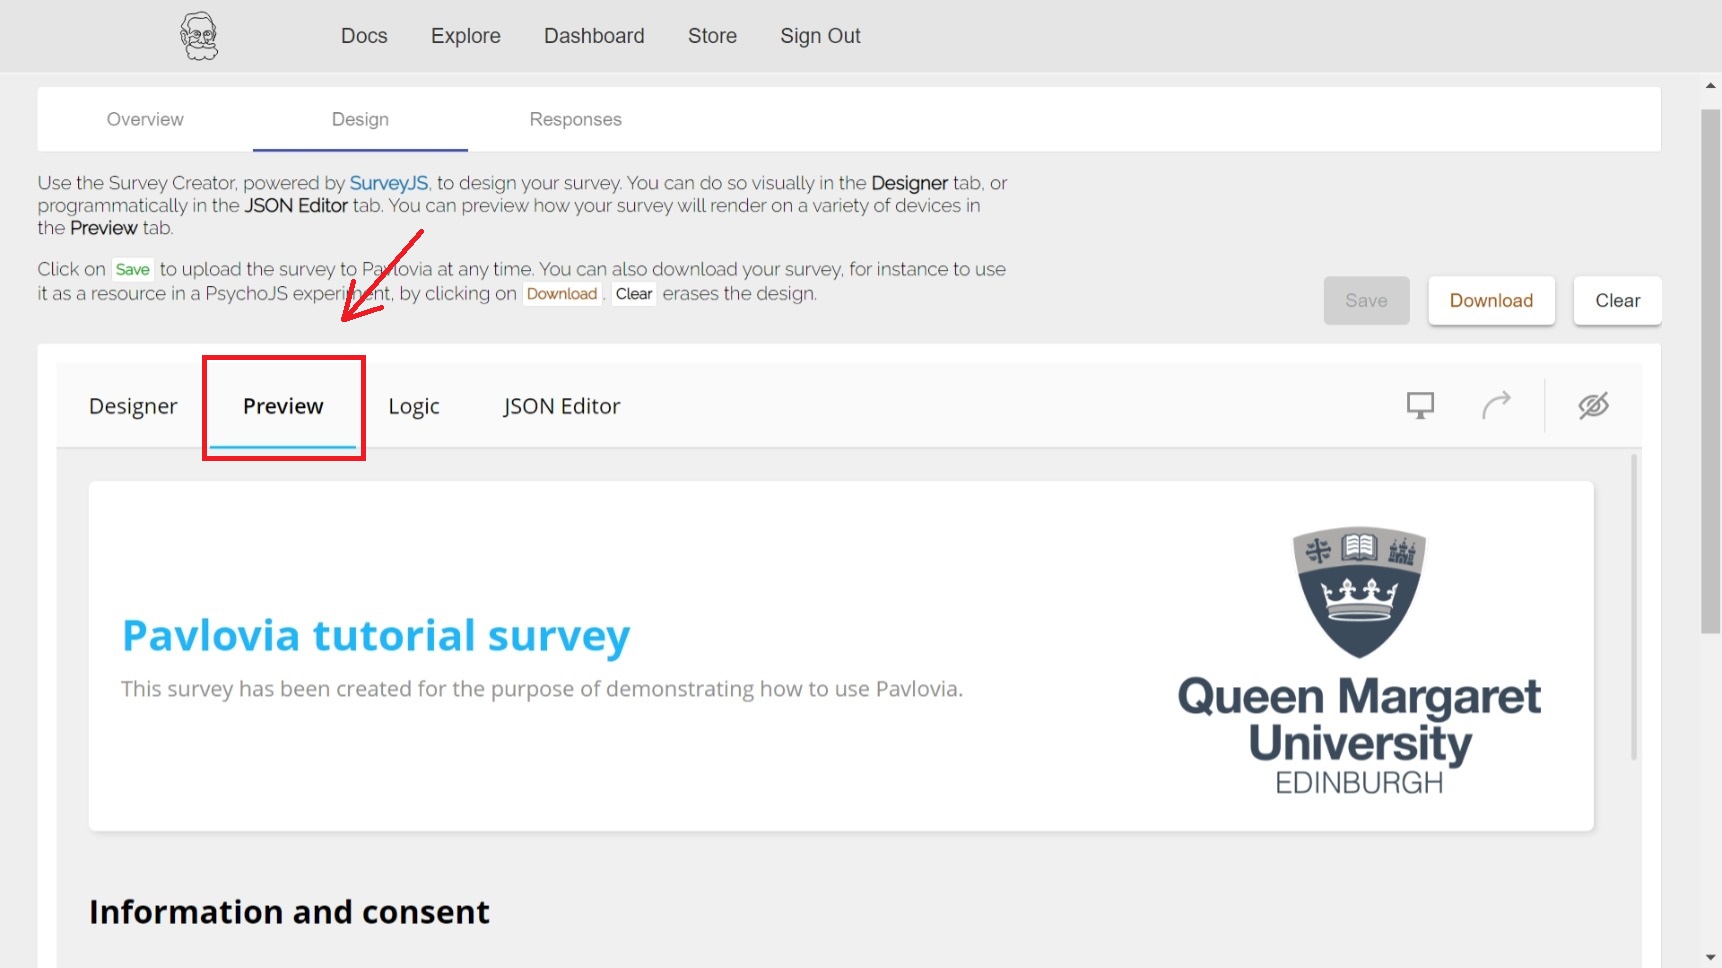 Docs Explore Dashboard Store Sign Out
Overview Design Responses
Use the Survey Creator, powered by SurveyJS, to design your survey. You can do so visually in the Designer tab, or
programmatically in the JSON Editor tab. You can preview how your survey will render on a variety of devices in
the Preview tab.
Click on Save to upload the survey to Pavlovia at any time. You can also download your survey, for instance to use
it as a resource in a PsychoJS experiment, by clicking on Download. Clear erases the design.
Save Download Clear
Designer Preview Logic JSON Editor
Pavlovia tutorial survey
This survey has been created for the purpose of demonstrating how to use Pavlovia.
Queen Margaret
University
EDINBURGH
Information and consent